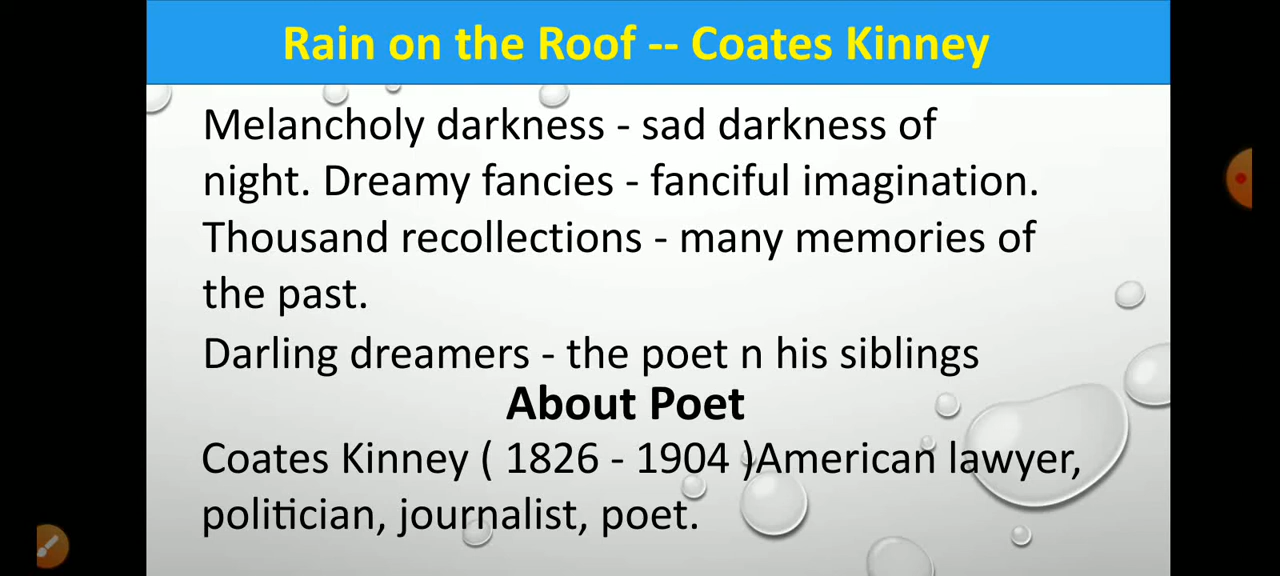 Rain on the Roof -- Coates Kinney
Melancholy darkness - sad darkness of
night. Dreamy fancies - fanciful imagination.
Thousand recollections - many memories of
the past.
Darling dreamers - the poet n his siblings
About Poet
Coates Kinney ( 1826 - 1904 )American lawyer,
politician, journalist, poet.